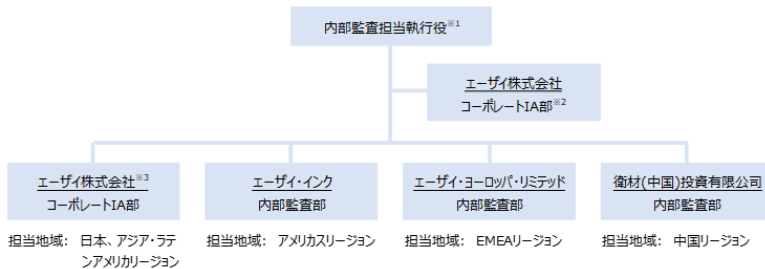 内部監査担当執行役※1
エーザイ株式会社
コーポレートIA部※2
エーザイ株式会社※3
コーポレートIA部
担当地域： 日本、アジア・ラテ
ンアメリカリージョン
エーザイ・インク
内部監査部
担当地域： アメリカスリージョン
エーザイ・ヨーロッパ・リミテッド
内部監査部
担当地域： EMEAリージョン
衛材(中国)投資有限公司
内部監査部
担当地域： 中国リージョン